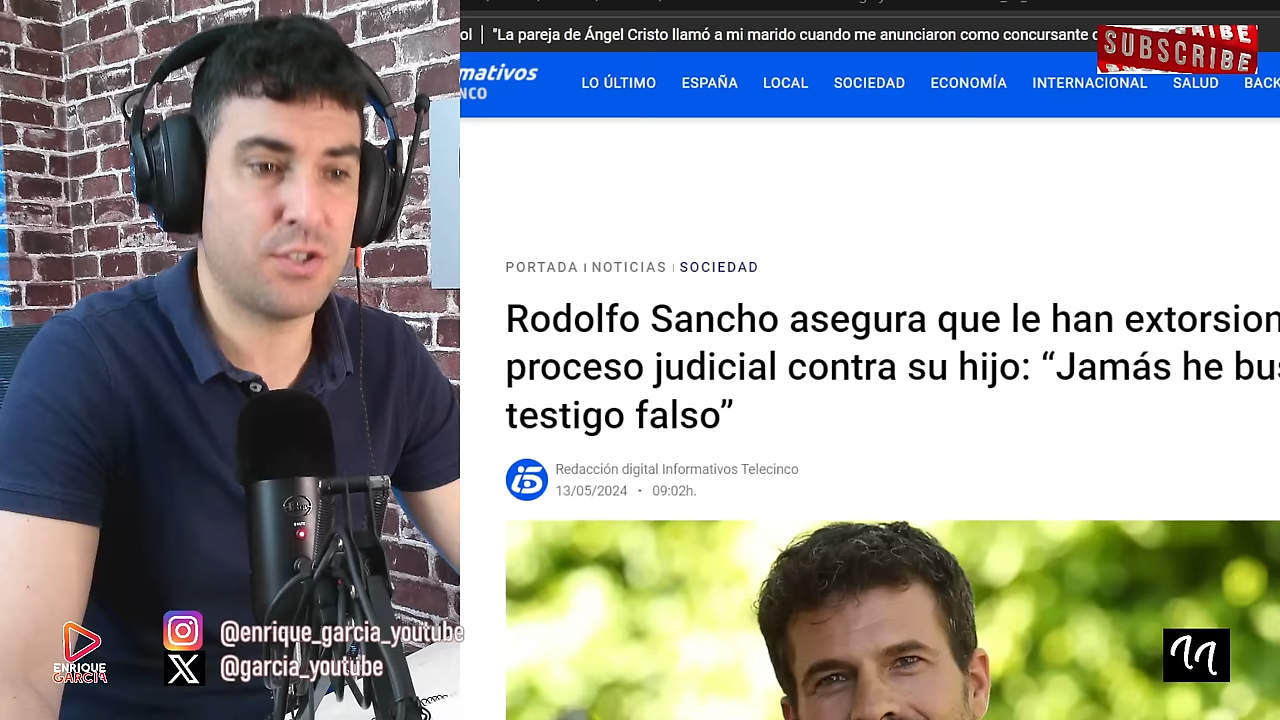 ol | "La pareja de Ángel Cristo llamó a mi marido cuando me anunciaron como concursante
SUBSCRIBE
mativos
NCO
LO ÚLTIMO ESPAÑA LOCAL SOCIEDAD ECONOMÍA INTERNACIONAL SALUD BACK
PORTADA | NOTICIAS | SOCIEDAD
Rodolfo Sancho asegura que le han extorsion
proceso judicial contra su hijo: “Jamás he bus
testigo falso”
Redacción digital Informativos Telecinco
13/05/2024 · 09:02h.
@enrique_garcia_youtube
@garcia_youtube
ENRIQUE
GARCIA